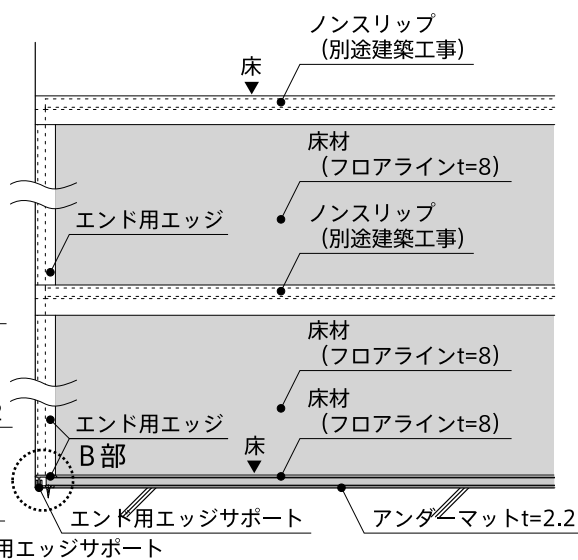 ノンスリップ
(別途建築工事)
床
床材
(フロアラインt=8)
エンド用エッジ
ノンスリップ
(別途建築工事)
床材
(フロアラインt=8)
床材
(フロアラインt=8)
エンド用エッジ
B部
床
エンド用エッジサポート
アンダーマットt=2.2
用エッジサポート